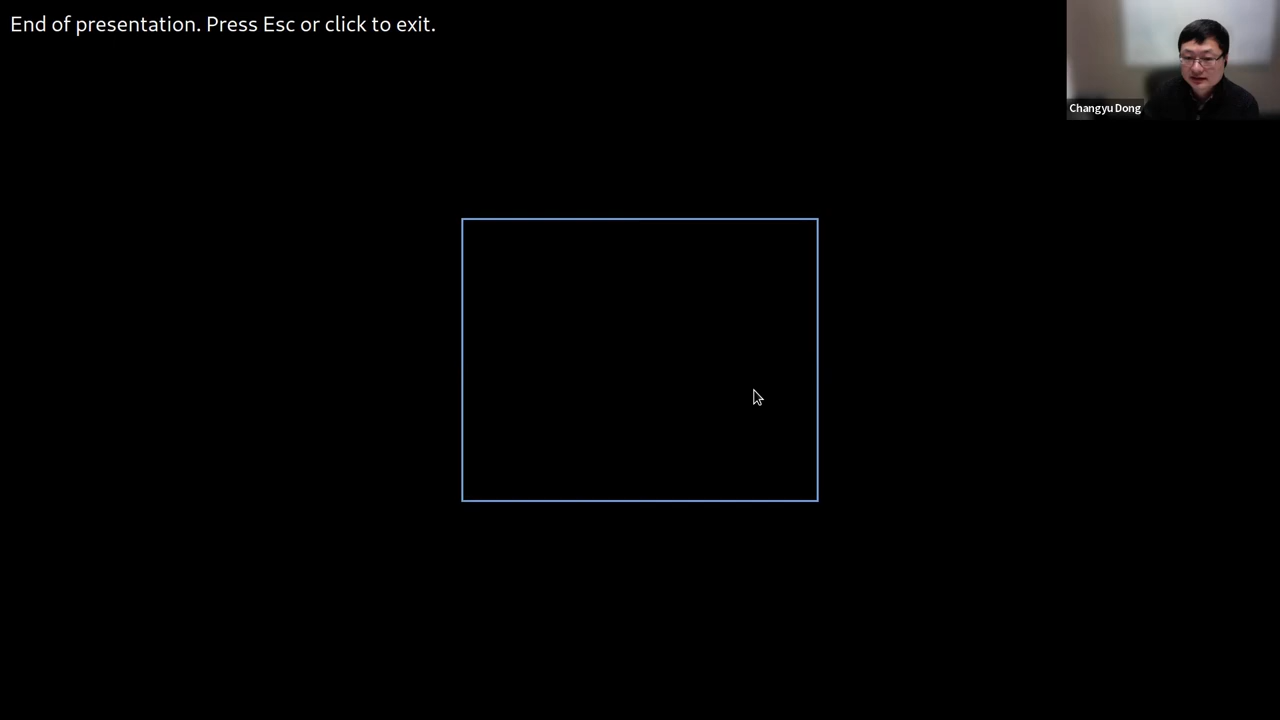 End of presentation. Press Esc or click to exit.
Changyu Dong